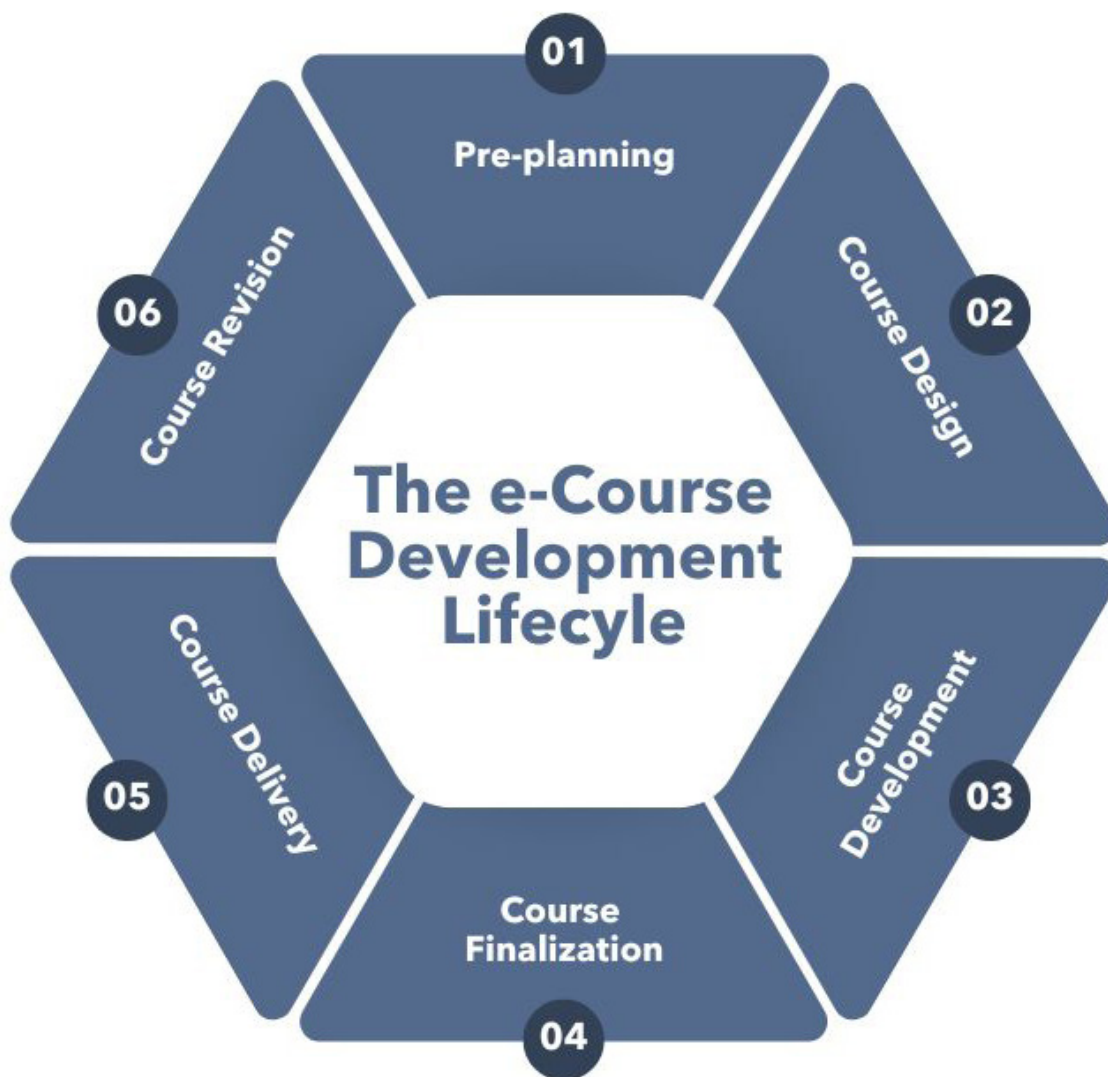 01
Pre-planning
02
Course Design
03
Course
Development
04
Course
Finalization
05
Course Delivery
06
Course Revision
The e-Course
Development
Lifecyle